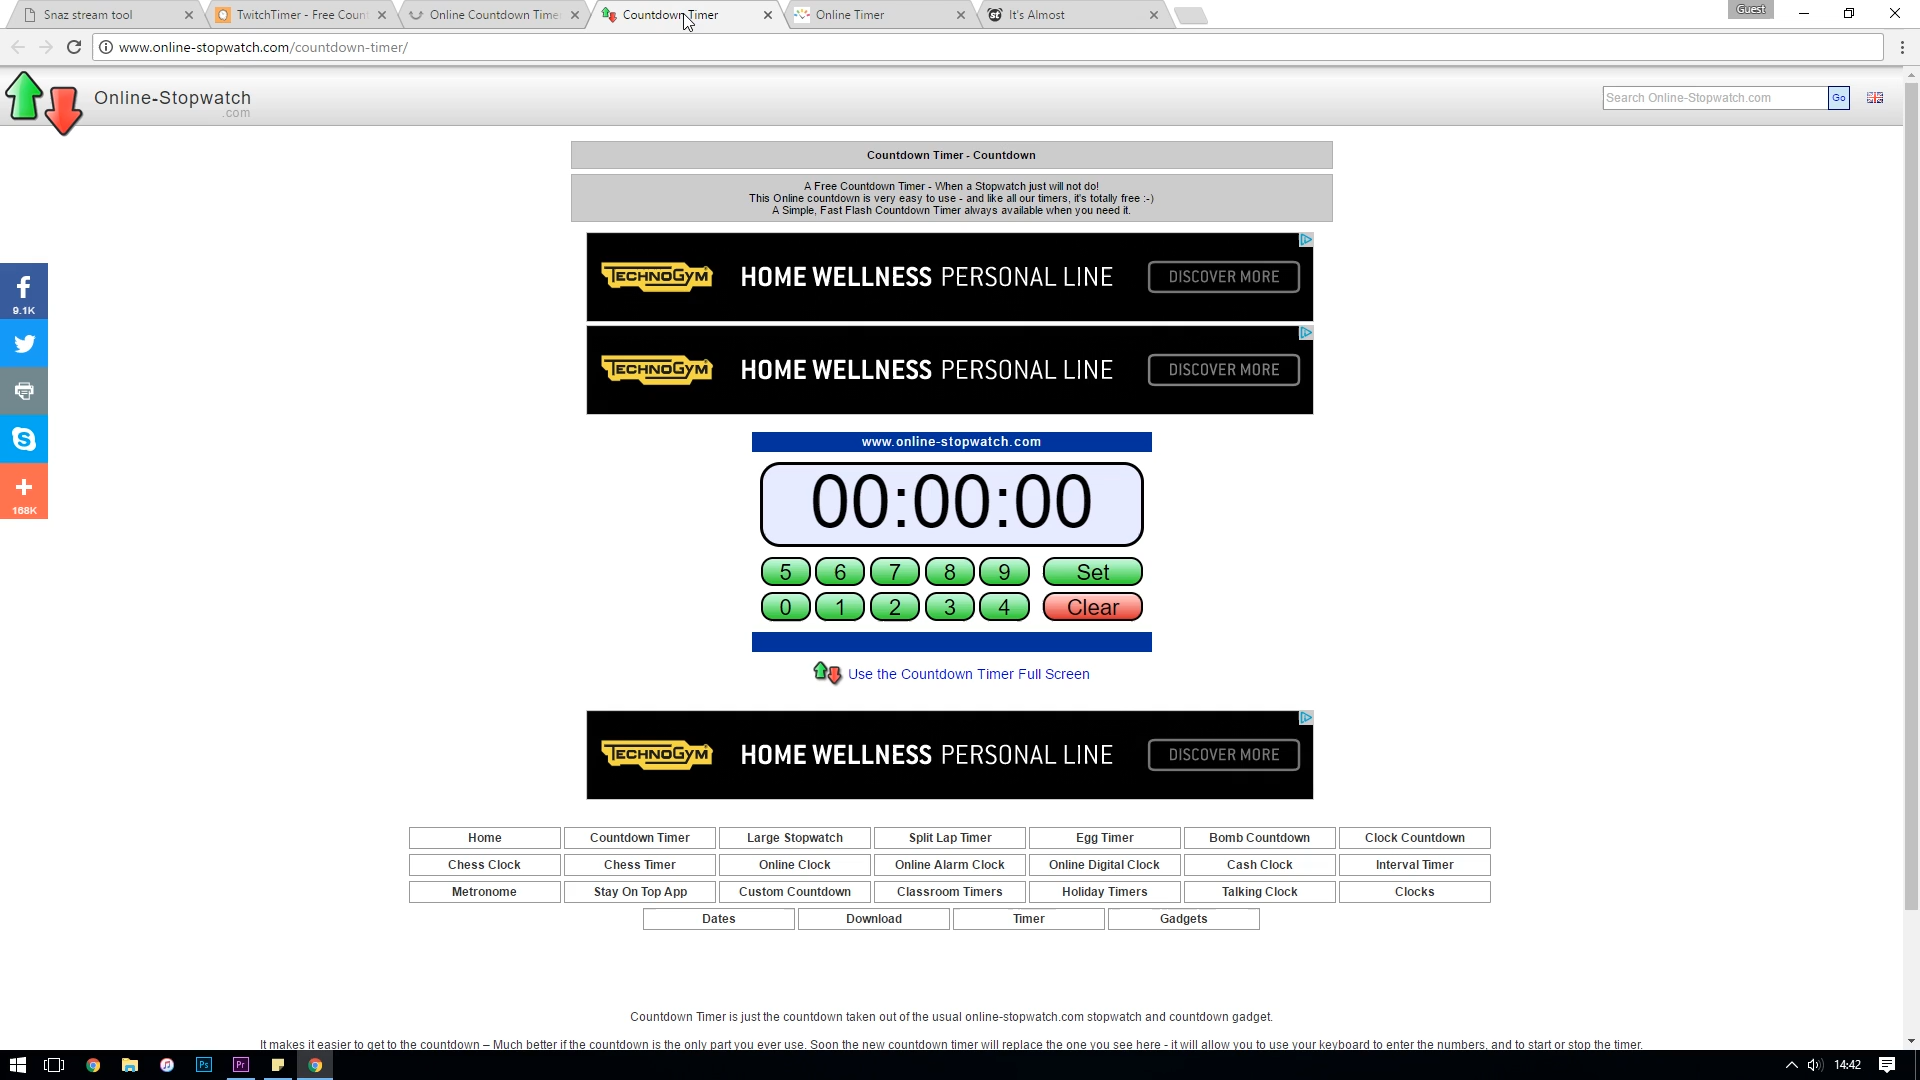 Snaz stream tool
TwitchTimer - Free Coun
Online Countdown Time
Countdown Timer
Online Timer
It's Almost
Guest
www.online-stopwatch.com/countdown-timer/
Online-Stopwatch
.com
Search Online-Stopwatch.com
Go
Countdown Timer - Countdown
A Free Countdown Timer - When a Stopwatch just will not do!
This Online countdown is very easy to use - and like all our timers, it's totally free :-)
A Simple, Fast Flash Countdown Timer always available when you need it.
TECHNOGYM HOME WELLNESS PERSONAL LINE DISCOVER MORE
9.1K
TECHNOGYM HOME WELLNESS PERSONAL LINE DISCOVER MORE
www.online-stopwatch.com
00:00:00
168K
5 6 7 8 9 Set
0 1 2 3 4 Clear
Use the Countdown Timer Full Screen
TECHNOGYM HOME WELLNESS PERSONAL LINE DISCOVER MORE
Home Countdown Timer Large Stopwatch Split Lap Timer Egg Timer Bomb Countdown Clock Countdown
Chess Clock Chess Timer Online Clock Online Alarm Clock Online Digital Clock Cash Clock Interval Timer
Metronome Stay On Top App Custom Countdown Classroom Timers Holiday Timers Talking Clock Clocks
Dates Download Timer Gadgets
Countdown Timer is just the countdown taken out of the usual online-stopwatch.com stopwatch and countdown gadget.
It makes it easier to get to the countdown – Much better if the countdown is the only part you ever use. Soon the new countdown timer will replace the one you see here - it will allow you to use your keyboard to enter the numbers, and to start or stop the timer.
Ps
Pr
14:42